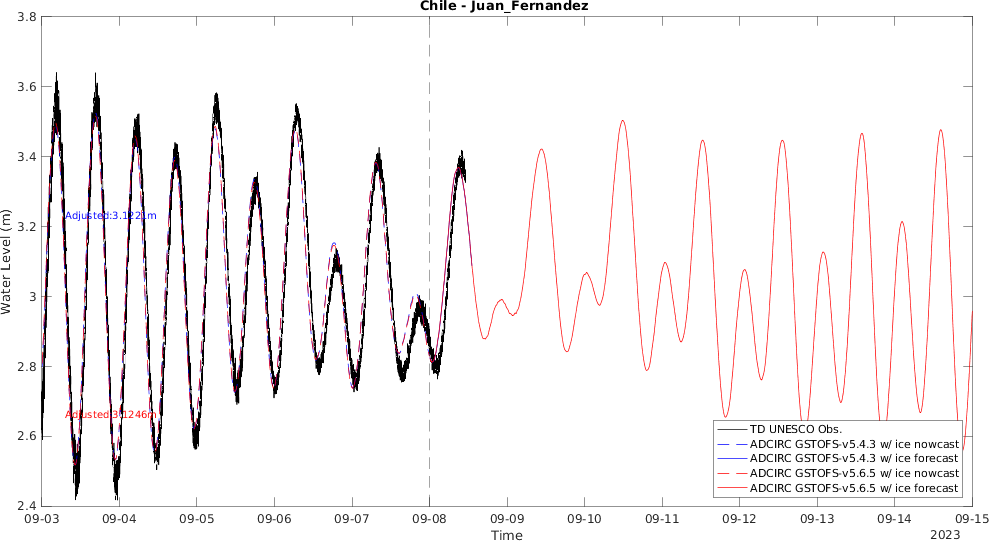 Chile - Juan_Fernandez
3.8
3.6
3.4
3.2
3
2.8
2.6
2.4
Water Level (m)
Adjusted:3.1221m
Adjusted:3.1246m
TD UNESCO Obs.
ADCIRC GSTOFS-v5.4.3 w/ ice nowcast
ADCIRC GSTOFS-v5.4.3 w/ ice forecast
ADCIRC GSTOFS-v5.6.5 w/ ice nowcast
ADCIRC GSTOFS-v5.6.5 w/ ice forecast
09-03 09-04 09-05 09-06 09-07 09-08 09-09 09-10 09-11 09-12 09-13 09-14 09-15
Time
2023